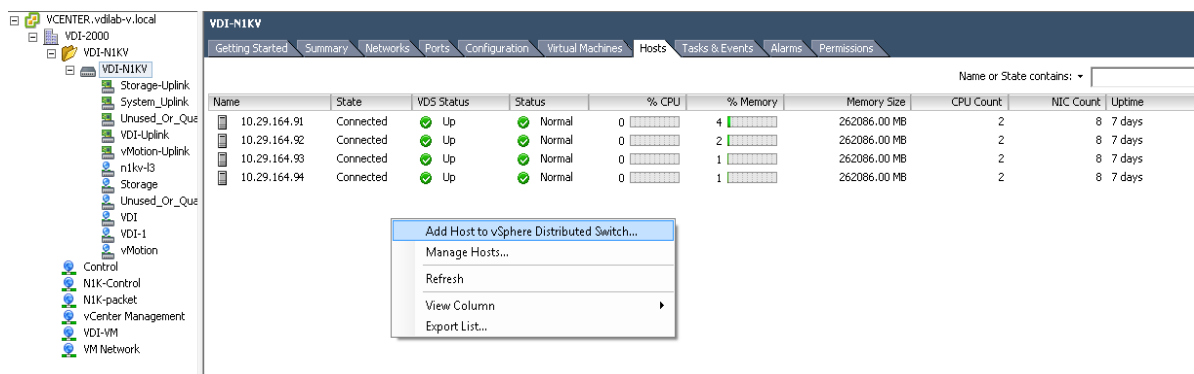 VCENTER.vdilab-v.local
VDI-2000
VDI-N1KV
VDI-N1KV
Storage-Uplink
System_Uplink
Unused_Or_Qua
VDI-Uplink
vMotion-Uplink
n1kv-l3
Storage
Unused_Or_Qua
VDI
VDI-1
vMotion
Control
N1K-Control
N1K-packet
vCenter Management
VDI-VM
VM Network
VDI-N1KV
Getting Started Summary Networks Ports Configuration Virtual Machines Hosts Tasks & Events Alarms Permissions
Name or State contains:
Name State VDS Status Status % CPU % Memory Memory Size CPU Count NIC Count Uptime
10.29.164.91 Connected Up Normal 0 4 262086.00 MB 2 8 7 days
10.29.164.92 Connected Up Normal 0 2 262086.00 MB 2 8 7 days
10.29.164.93 Connected Up Normal 0 1 262086.00 MB 2 8 7 days
10.29.164.94 Connected Up Normal 0 1 262086.00 MB 2 8 7 days
Add Host to vSphere Distributed Switch...
Manage Hosts...
Refresh
View Column
Export List...